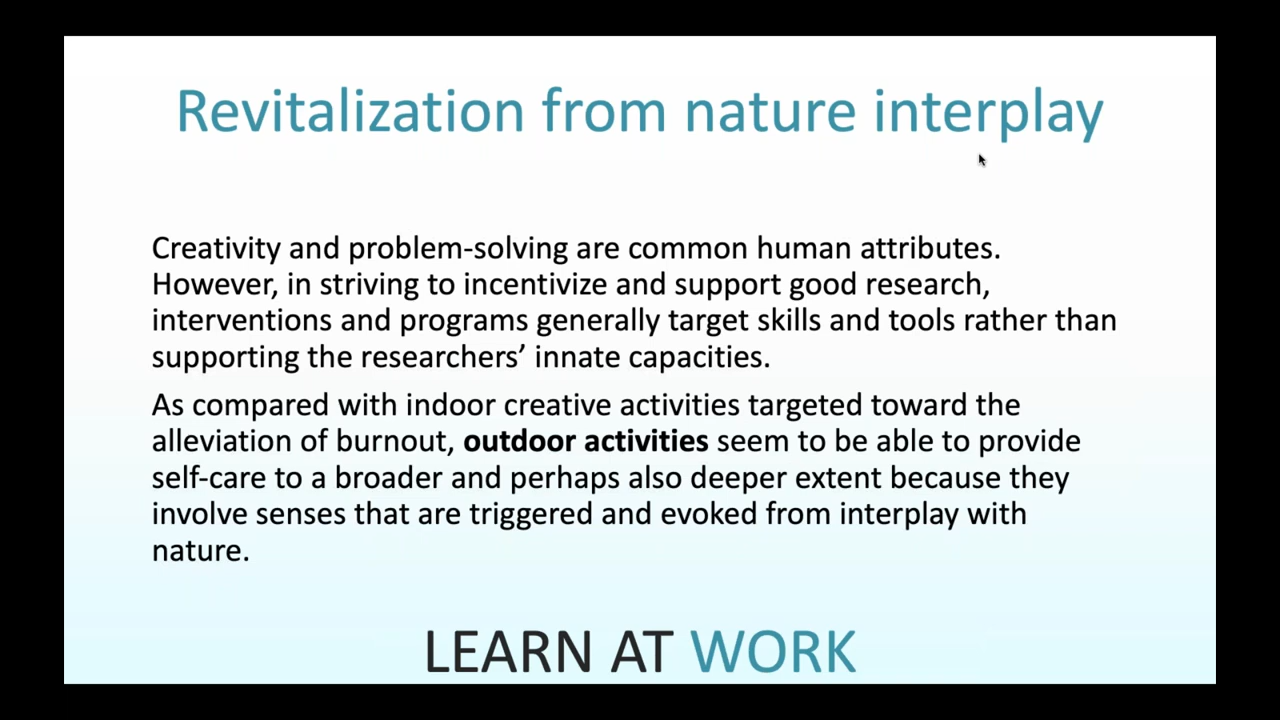 Revitalization from nature interplay
Creativity and problem-solving are common human attributes.
However, in striving to incentivize and support good research,
interventions and programs generally target skills and tools rather than
supporting the researchers’ innate capacities.
As compared with indoor creative activities targeted toward the
alleviation of burnout, outdoor activities seem to be able to provide
self-care to a broader and perhaps also deeper extent because they
involve senses that are triggered and evoked from interplay with
nature.
LEARN AT WORK